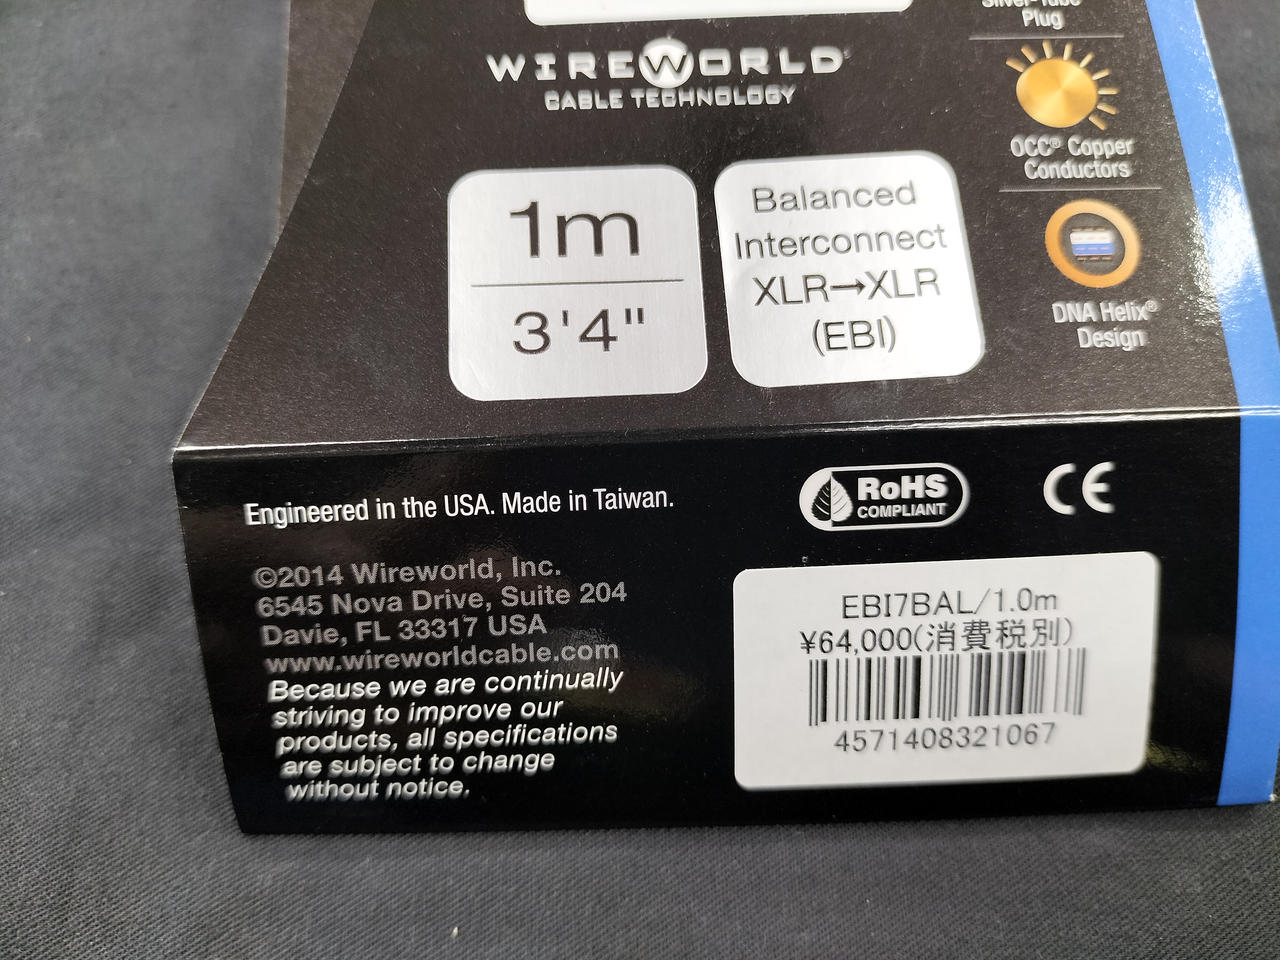 Silver-Tube
Plug
WIREWORLD
CABLE TECHNOLOGY
OCC® Copper
Conductors
1m
3'4"
Balanced
Interconnect
XLR→XLR
(EBI)
DNA Helix®
Design
Engineered in the USA. Made in Taiwan.
RoHS
COMPLIANT
CE
©2014 Wireworld, Inc.
6545 Nova Drive, Suite 204
Davie, FL 33317 USA
www.wireworldcable.com
Because we are continually
striving to improve our
products, all specifications
are subject to change
without notice.
EBI7BAL/1.0m
¥64,000(消費税別)
4571408321067